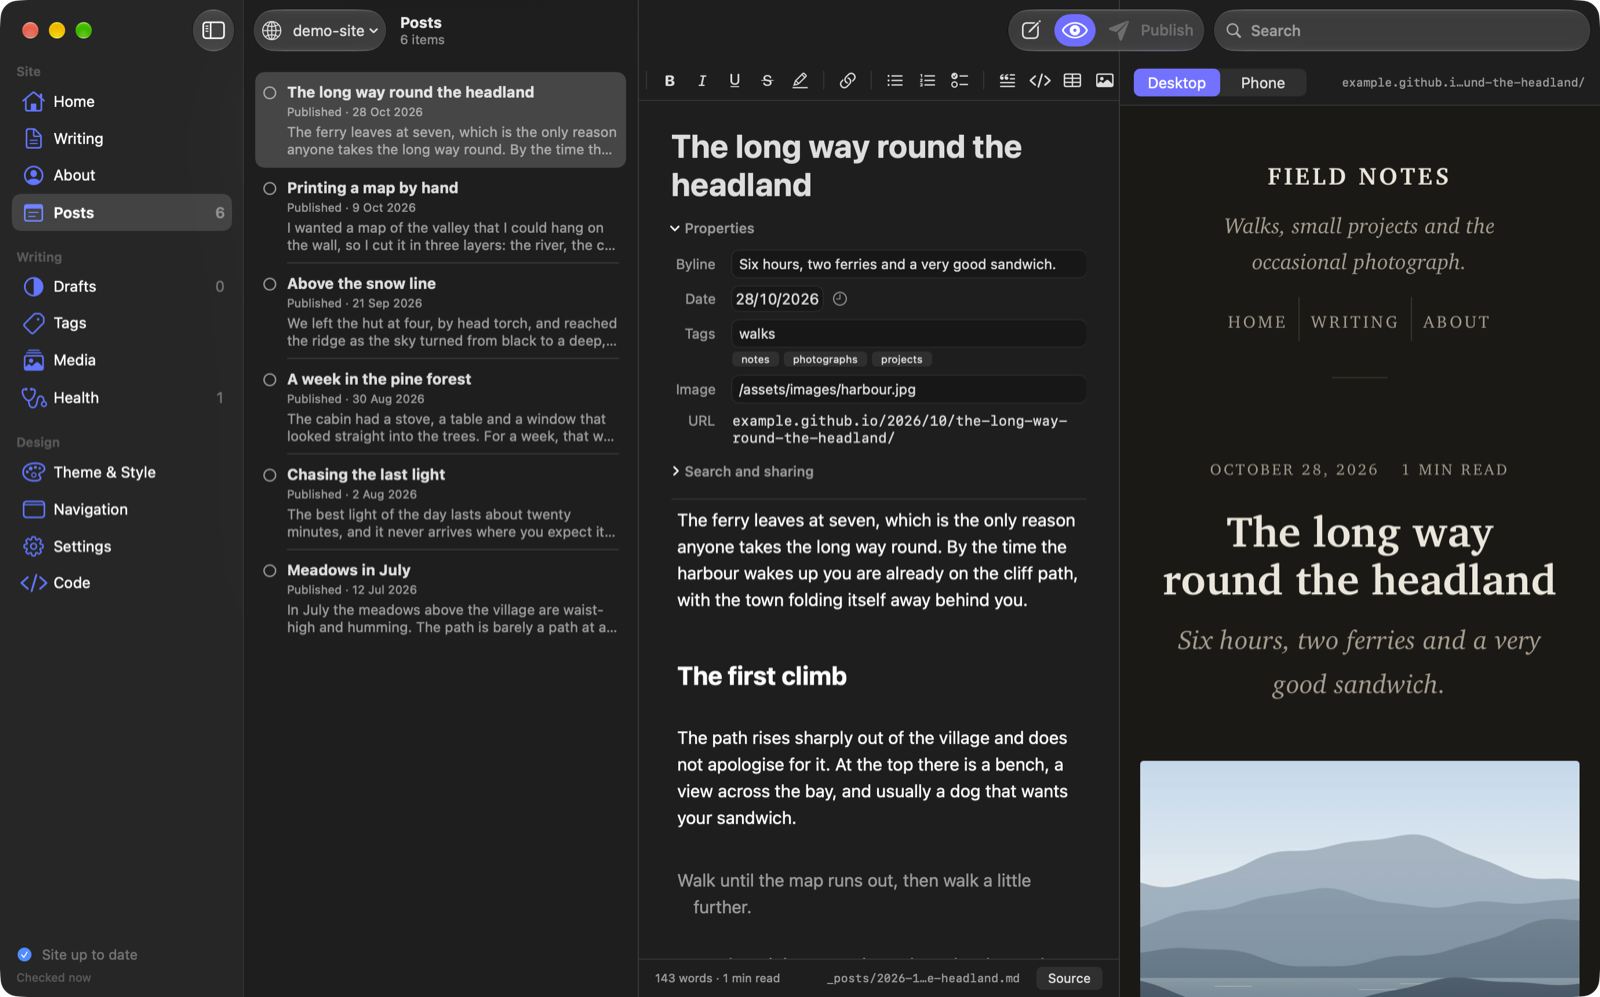 Site
Home
Writing
About
Posts 6
Writing
Drafts 0
Tags
Media
Health 1
Design
Theme & Style
Navigation
Settings
Code
Site up to date
Checked now
demo-site
Posts
6 items
The long way round the headland
Published · 28 Oct 2026
The ferry leaves at seven, which is the only reason
anyone takes the long way round. By the time th...
Printing a map by hand
Published · 9 Oct 2026
I wanted a map of the valley that I could hang on
the wall, so I cut it in three layers: the river, the c...
Above the snow line
Published · 21 Sep 2026
We left the hut at four, by head torch, and reached
the ridge as the sky turned from black to a deep,...
A week in the pine forest
Published · 30 Aug 2026
The cabin had a stove, a table and a window that
looked straight into the trees. For a week, that w...
Chasing the last light
Published · 2 Aug 2026
The best light of the day lasts about twenty
minutes, and it never arrives where you expect it...
Meadows in July
Published · 12 Jul 2026
In July the meadows above the village are waist-
high and humming. The path is barely a path at a...
Publish
Search
B I U S
The long way round the
headland
Properties
Byline Six hours, two ferries and a very good sandwich.
Date 28/10/2026
Tags walks
notes photographs projects
Image /assets/images/harbour.jpg
URL example.github.io/2026/10/the-long-way-
round-the-headland/
Search and sharing
The ferry leaves at seven, which is the only reason
anyone takes the long way round. By the time the
harbour wakes up you are already on the cliff path,
with the town folding itself away behind you.
The first climb
The path rises sharply out of the village and does
not apologise for it. At the top there is a bench, a
view across the bay, and usually a dog that wants
your sandwich.
Walk until the map runs out, then walk a little
further.
143 words · 1 min read _posts/2026-1…e-headland.md Source
Desktop Phone example.github.i…und-the-headland/
FIELD NOTES
Walks, small projects and the
occasional photograph.
HOME WRITING ABOUT
OCTOBER 28, 2026 1 MIN READ
The long way
round the headland
Six hours, two ferries and a very
good sandwich.